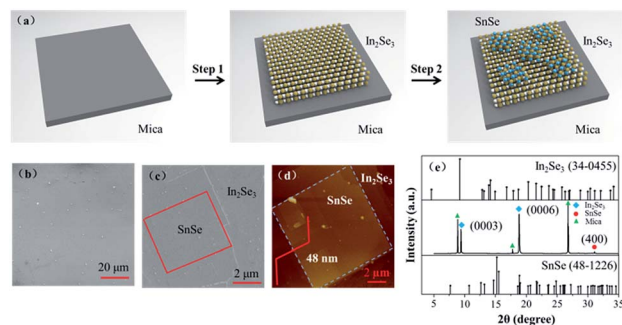 (a)
SnSe
In2Se3
In2Se3
Step 1
Step 2
Mica
Mica
Mica
(b)
20 μm
(c)
In2Se3
SnSe
2 μm
(d)
In2Se3
SnSe
48 nm
2 μm
(e)
In2Se3 (34-0455)
In2Se3
SnSe
Mica
(0003)
(0006)
(400)
SnSe (48-1226)
Intensity (a.u.)
5 10 15 20 25 30 35
2θ (degree)